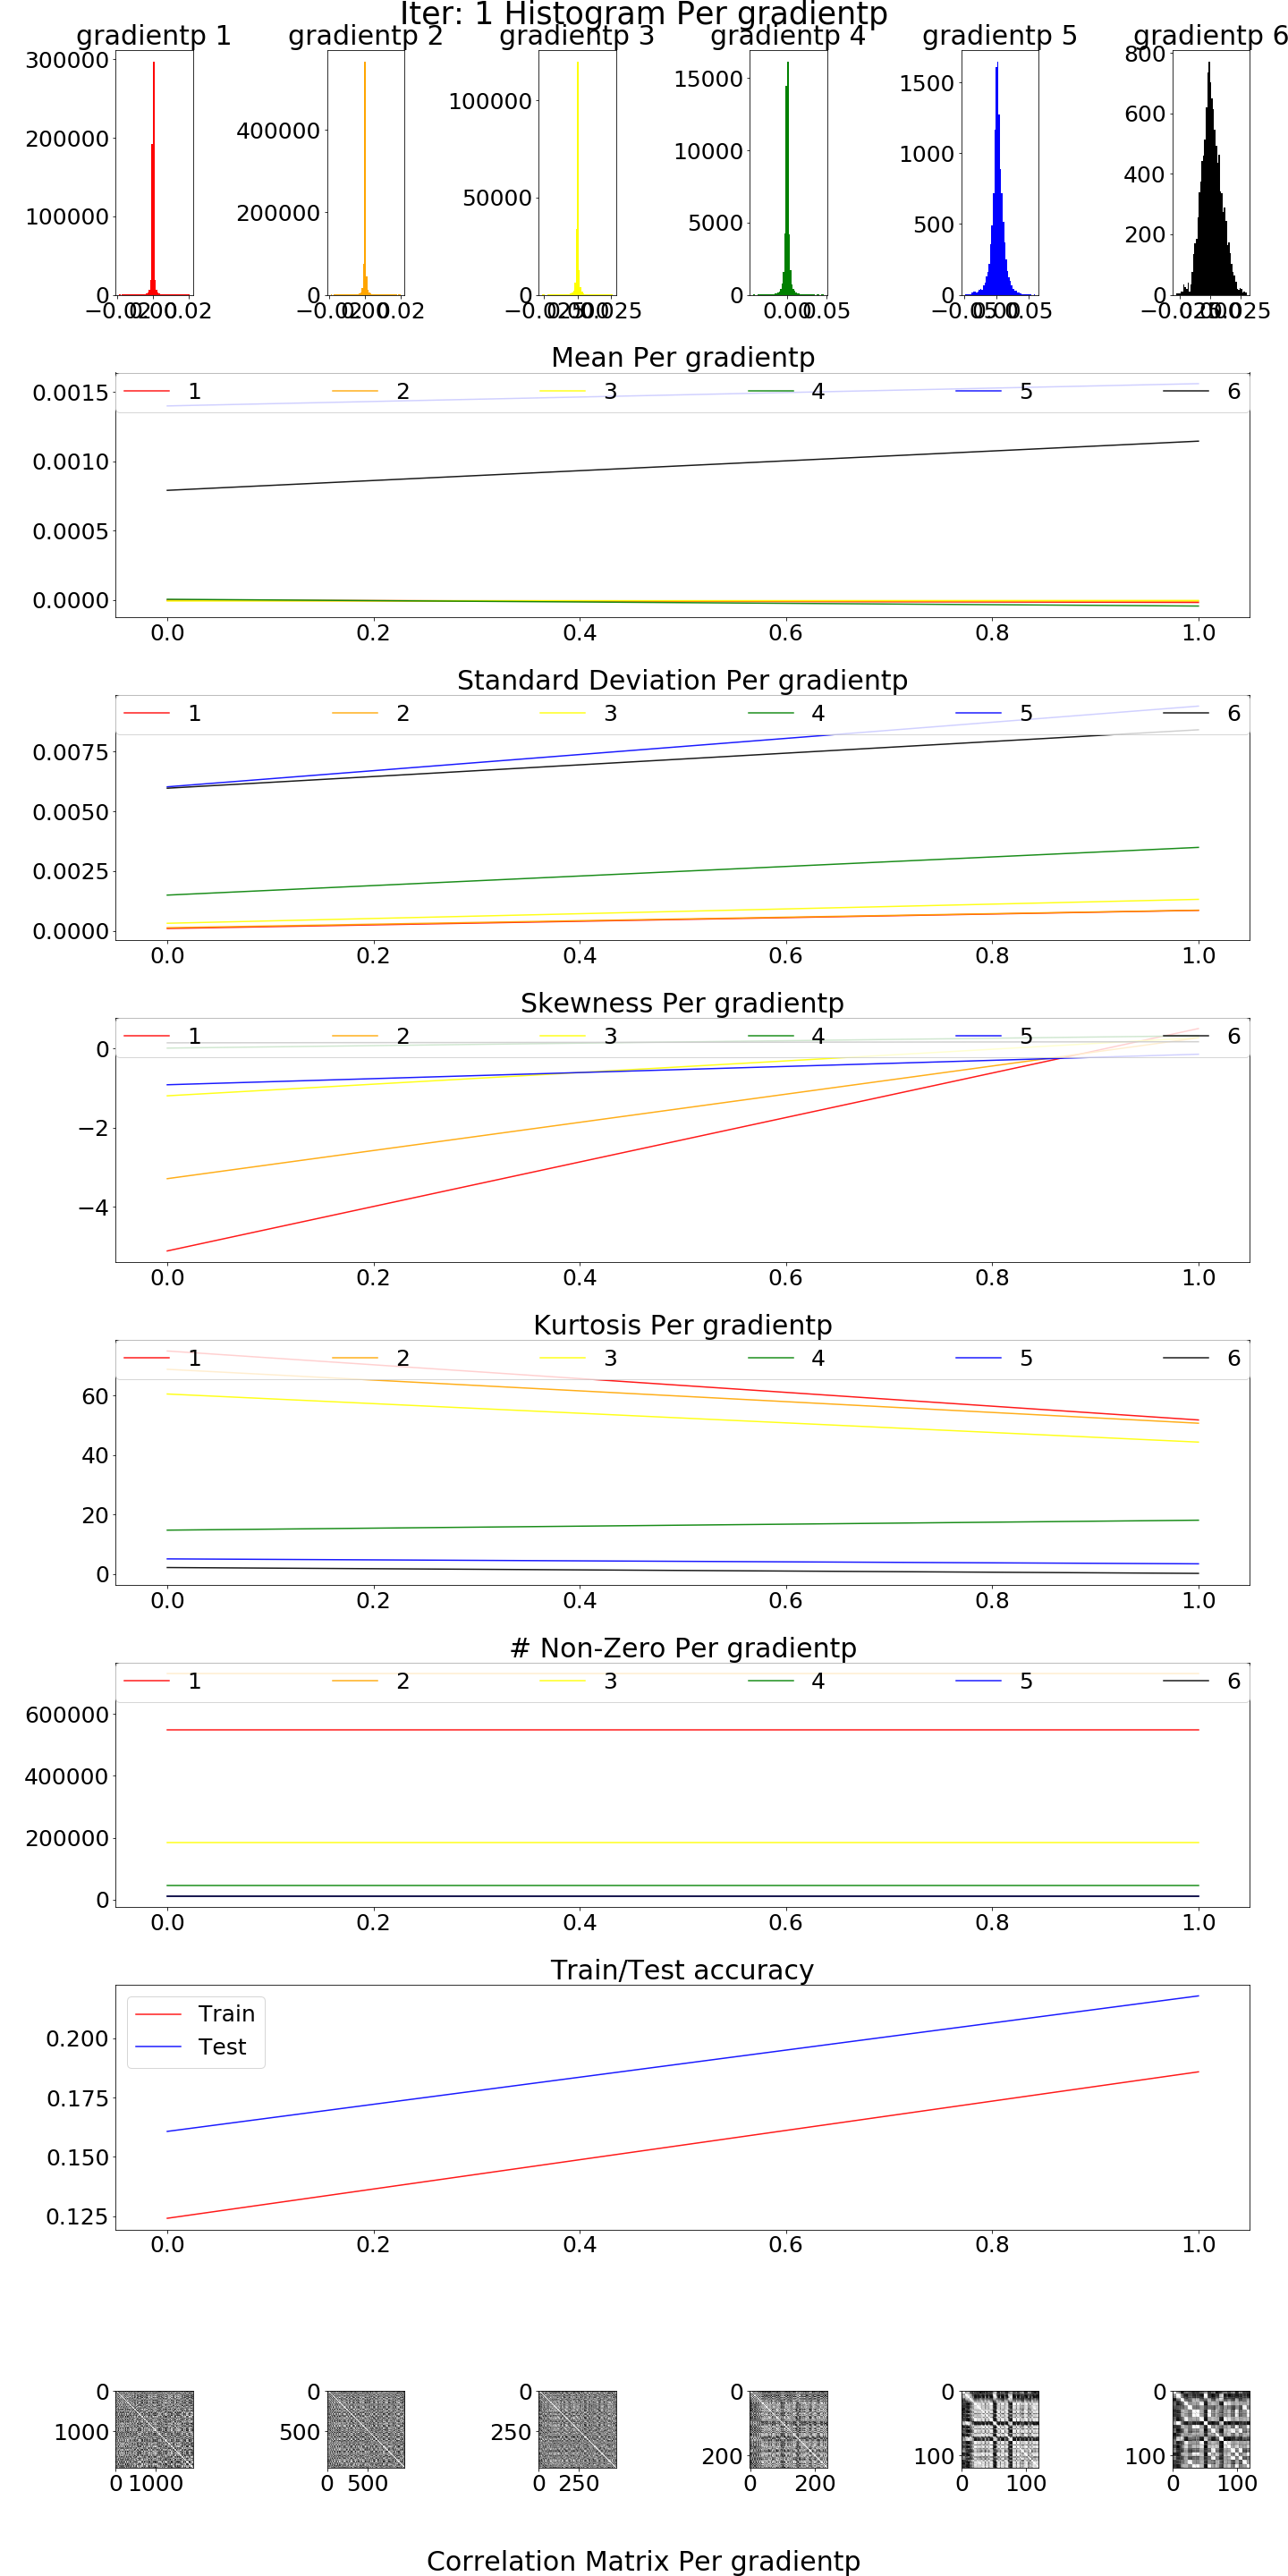 Iter: 1 Histogram Per gradientp
gradientp 1 gradientp 2 gradientp 3 gradientp 4 gradientp 5 gradientp 6
300000
200000
100000
0
400000
200000
0
100000
50000
0
15000
10000
5000
0
1500
1000
500
0
800
600
400
200
0
−0.02 0.00 0.02
−0.02 0.00 0.02
−0.025 0.000 0.025
0.00 0.05
−0.05 0.00 0.05
−0.025 0.000 0.025
Mean Per gradientp
1 2 3 4 5 6
0.0015
0.0010
0.0005
0.0000
0.0 0.2 0.4 0.6 0.8 1.0
Standard Deviation Per gradientp
1 2 3 4 5 6
0.0075
0.0050
0.0025
0.0000
0.0 0.2 0.4 0.6 0.8 1.0
Skewness Per gradientp
1 2 3 4 5 6
0
−2
−4
0.0 0.2 0.4 0.6 0.8 1.0
Kurtosis Per gradientp
1 2 3 4 5 6
60
40
20
0
0.0 0.2 0.4 0.6 0.8 1.0
# Non-Zero Per gradientp
1 2 3 4 5 6
600000
400000
200000
0
0.0 0.2 0.4 0.6 0.8 1.0
Train/Test accuracy
Train
Test
0.200
0.175
0.150
0.125
0.0 0.2 0.4 0.6 0.8 1.0
0
1000
0 1000
0
500
0 500
0
250
0 250
0
200
0 200
0
100
0 100
0
100
0 100
Correlation Matrix Per gradientp